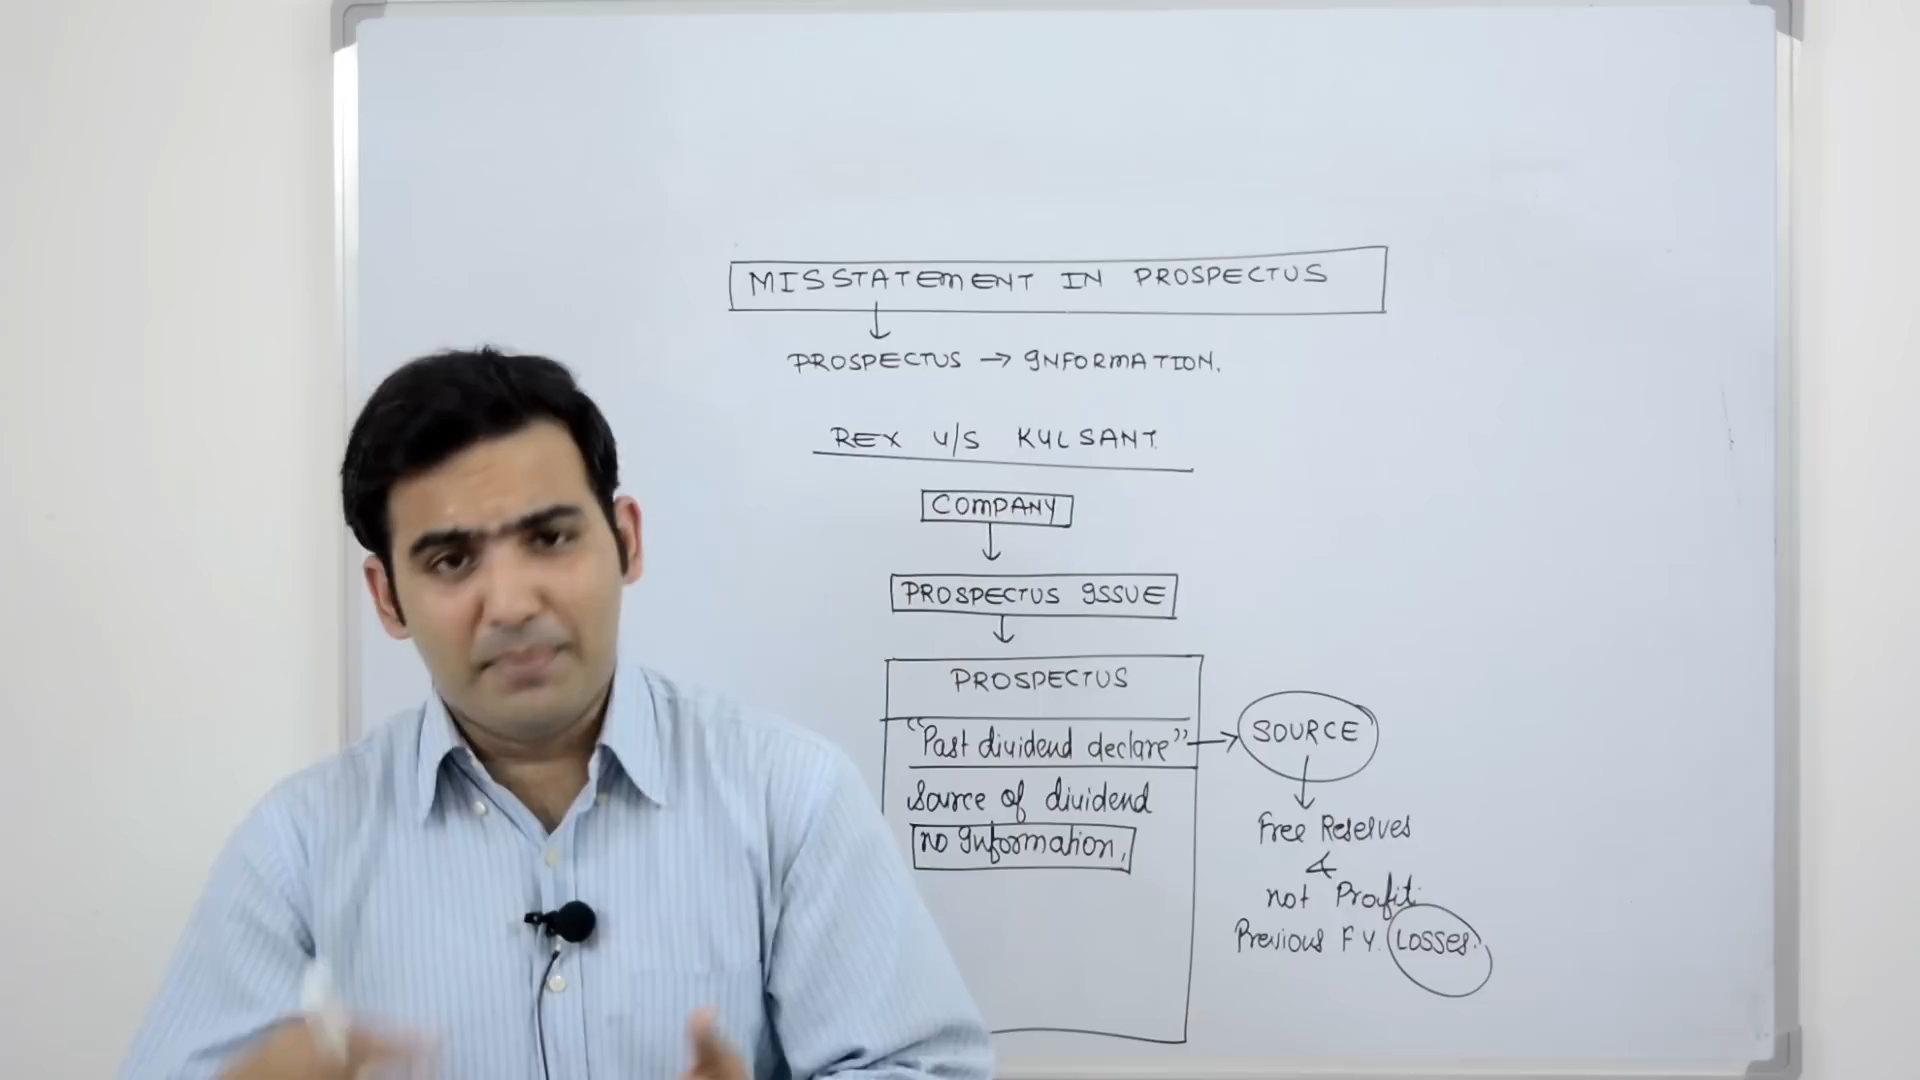 MISSTATEMENT IN PROSPECTUS
PROSPECTUS → INFORMATION.
REX V/S KYLSANT
COMPANY
PROSPECTUS ISSUE
PROSPECTUS
"Past dividend declare" → SOURCE
Source of dividend
no Information.
Free Reserves
&
not Profit
Previous F.Y. LOSSES.